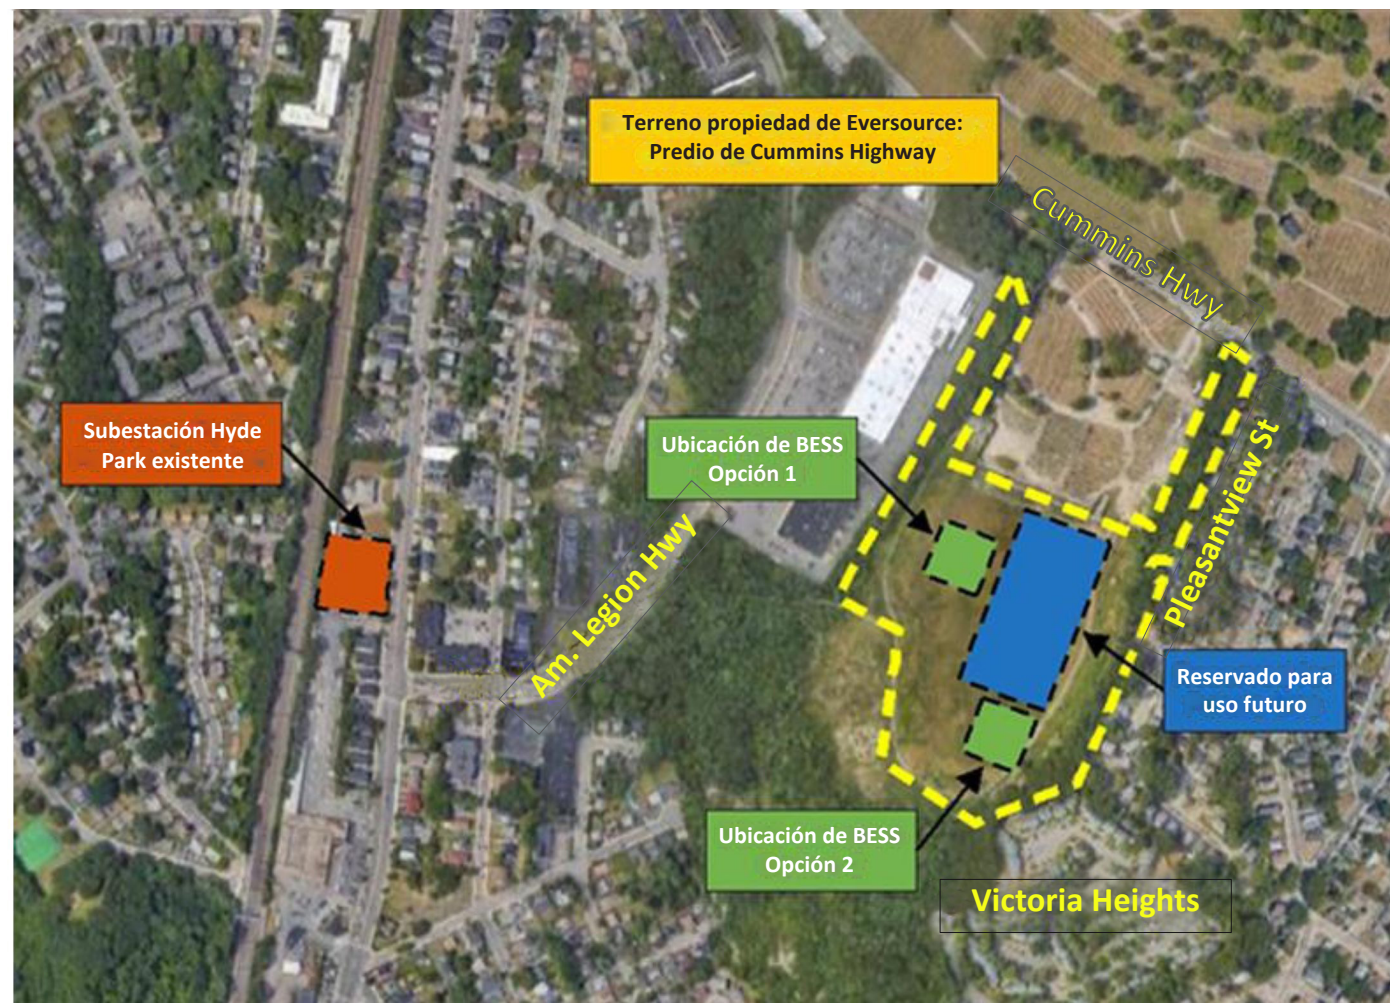 Terreno propiedad de Eversource:
Predio de Cummins Highway
Cummins Hwy
Subestación Hyde
Park existente
Ubicación de BESS
Opción 1
Pleasantview St
Am. Legion Hwy
Reservado para
uso futuro
Ubicación de BESS
Opción 2
Victoria Heights